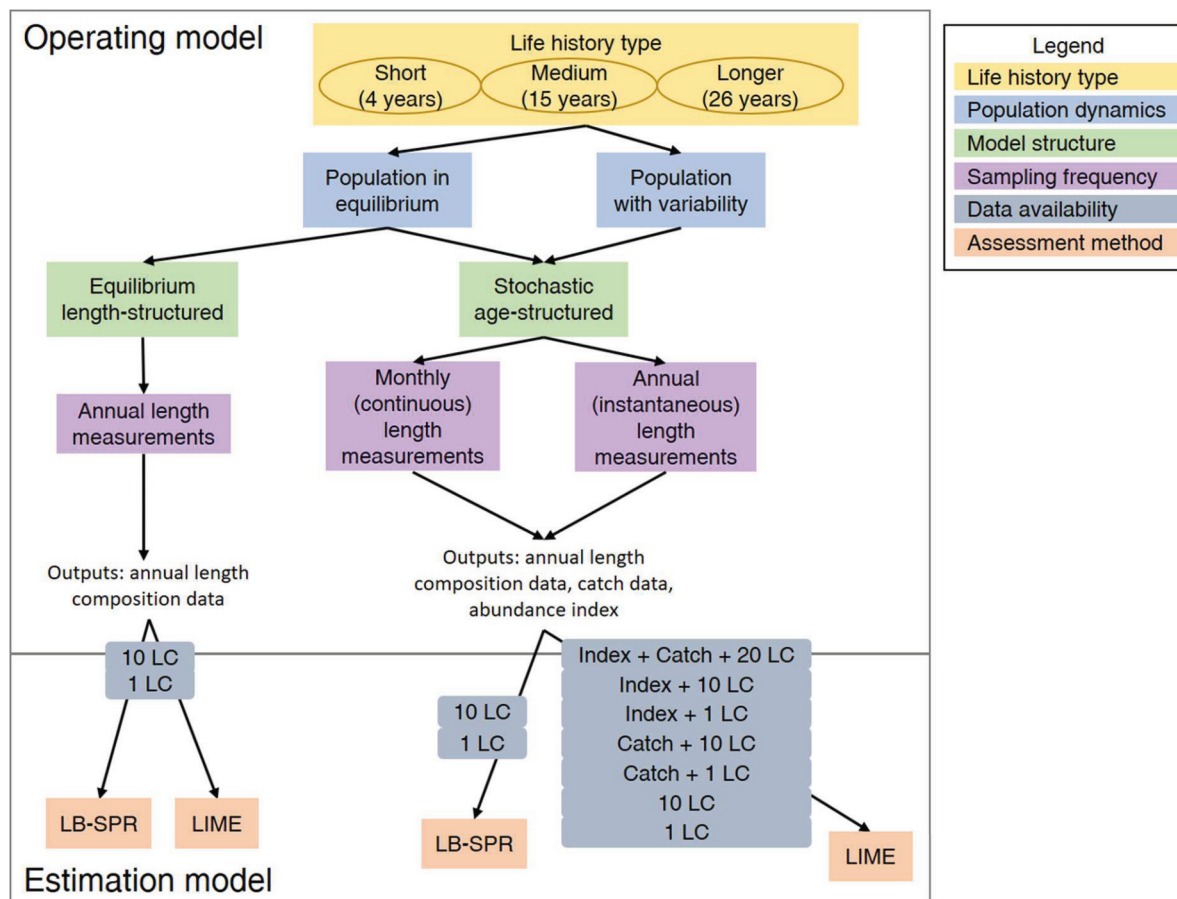 Operating model
Life history type
Short
(4 years)
Medium
(15 years)
Longer
(26 years)
Population in
equilibrium
Population
with variability
Equilibrium
length-structured
Stochastic
age-structured
Annual length
measurements
Monthly
(continuous)
length
measurements
Annual
(instantaneous)
length
measurements
Outputs: annual length
composition data
Outputs: annual length
composition data, catch data,
abundance index
10 LC
1 LC
10 LC
1 LC
Index + Catch + 20 LC
Index + 10 LC
Index + 1 LC
Catch + 10 LC
Catch + 1 LC
10 LC
1 LC
LB-SPR
LIME
LB-SPR
LIME
Estimation model
Legend
Life history type
Population dynamics
Model structure
Sampling frequency
Data availability
Assessment method